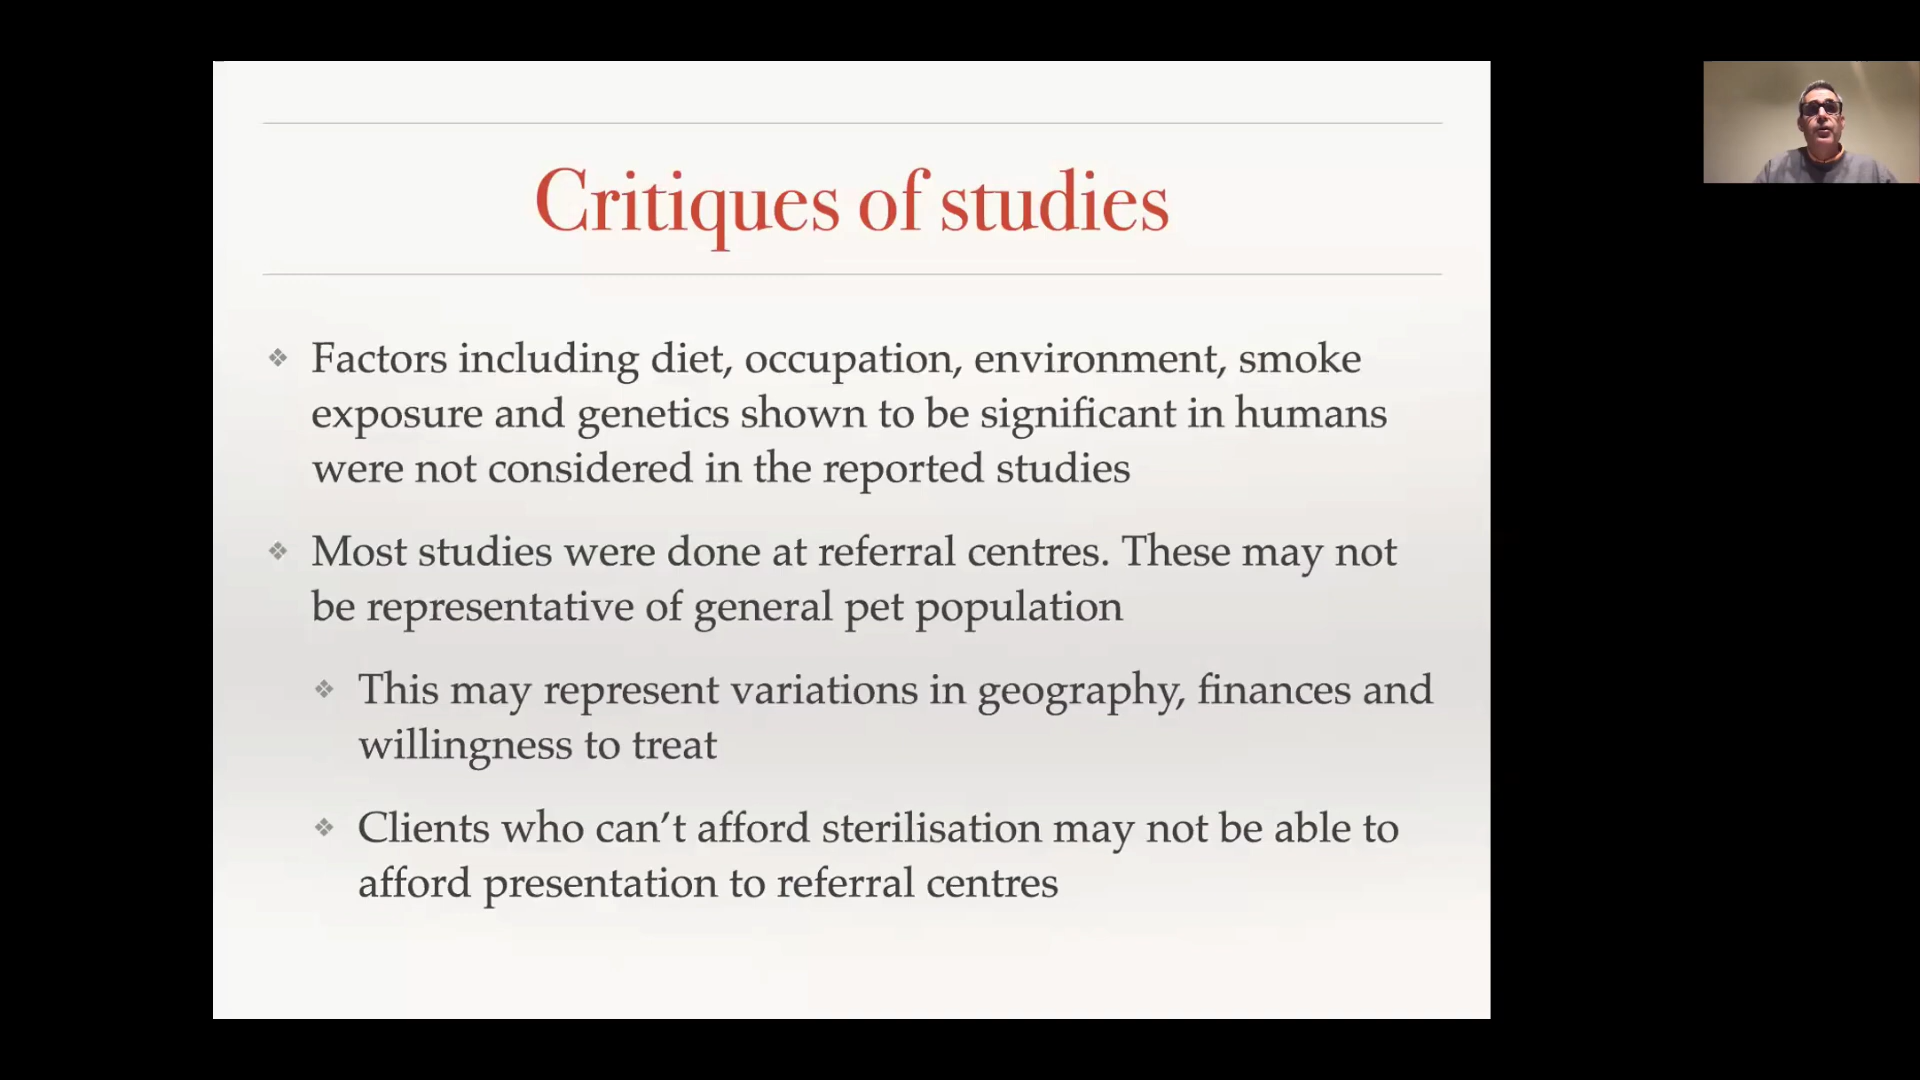 Critiques of studies
Factors including diet, occupation, environment, smoke
exposure and genetics shown to be significant in humans
were not considered in the reported studies
Most studies were done at referral centres. These may not
be representative of general pet population
This may represent variations in geography, finances and
willingness to treat
Clients who can’t afford sterilisation may not be able to
afford presentation to referral centres